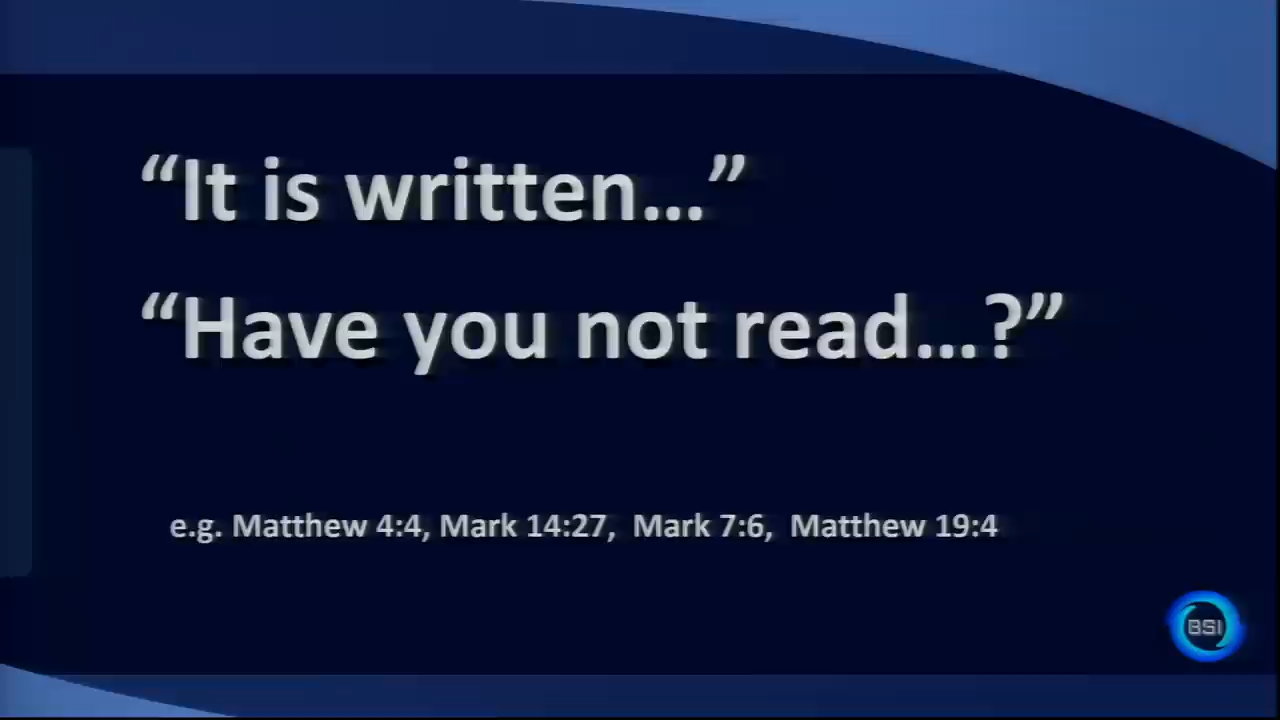 “It is written…”
“Have you not read…?”
e.g. Matthew 4:4, Mark 14:27,  Mark 7:6,  Matthew 19:4
BSI